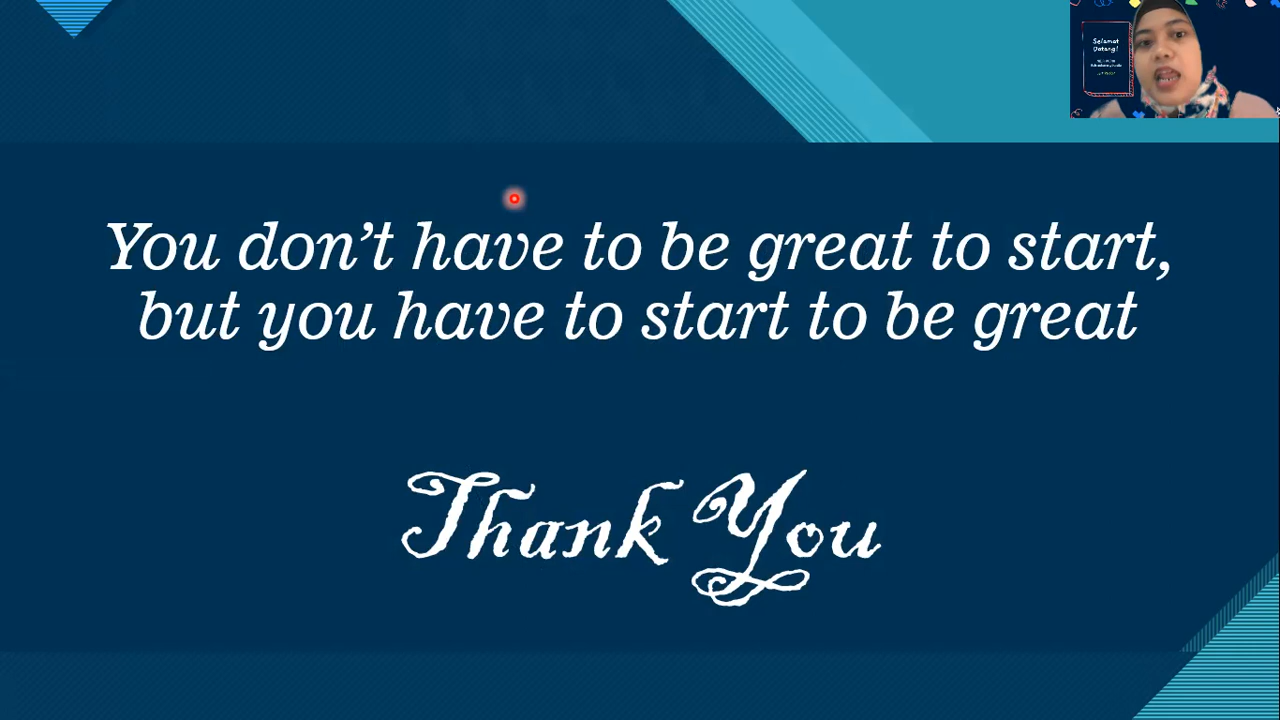 Selamat
Datang!
You don't have to be great to start,
but you have to start to be great
Thank You